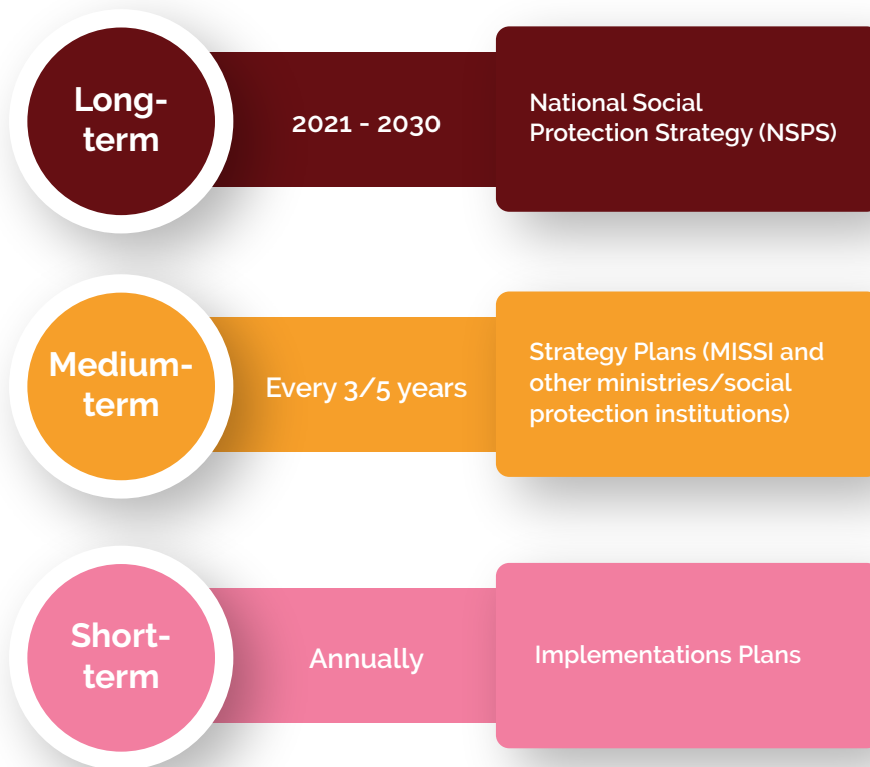 Long-
term
2021 - 2030
National Social
Protection Strategy (NSPS)
Medium-
term
Every 3/5 years
Strategy Plans (MISSI and
other ministries/social
protection institutions)
Short-
term
Annually
Implementations Plans